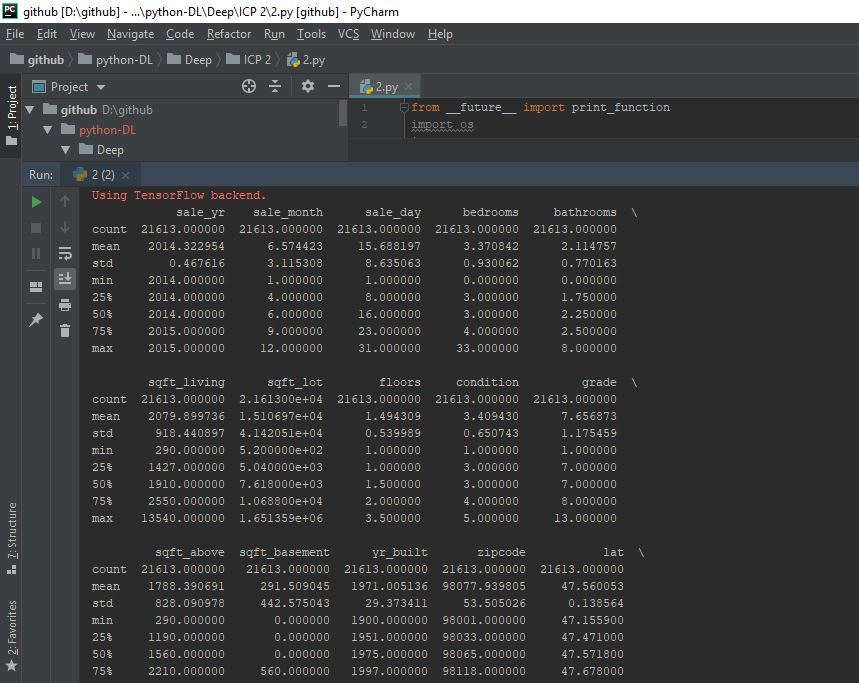 github [D:\github] - ...\python-DL\Deep\ICP 2\2.py [github] - PyCharm
File Edit View Navigate Code Refactor Run Tools VCS Window Help
github python-DL Deep ICP 2 2.py
Project 2.py
1: Project
github D:\github
python-DL
Deep
1 from __future__ import print_function
2 import os
Run: 2 (2)
Using TensorFlow backend.
sale_yr sale_month sale_day bedrooms bathrooms \
count 21613.000000 21613.000000 21613.000000 21613.000000 21613.000000
mean 2014.322954 6.574423 15.688197 3.370842 2.114757
std 0.467616 3.115308 8.635063 0.930062 0.770163
min 2014.000000 1.000000 1.000000 0.000000 0.000000
25% 2014.000000 4.000000 8.000000 3.000000 1.750000
50% 2014.000000 6.000000 16.000000 3.000000 2.250000
75% 2015.000000 9.000000 23.000000 4.000000 2.500000
max 2015.000000 12.000000 31.000000 33.000000 8.000000
sqft_living sqft_lot floors condition grade \
count 21613.000000 2.161300e+04 21613.000000 21613.000000 21613.000000
mean 2079.899736 1.510697e+04 1.494309 3.409430 7.656873
std 918.440897 4.142051e+04 0.539989 0.650743 1.175459
min 290.000000 5.200000e+02 1.000000 1.000000 1.000000
25% 1427.000000 5.040000e+03 1.000000 3.000000 7.000000
50% 1910.000000 7.618000e+03 1.500000 3.000000 7.000000
75% 2550.000000 1.068800e+04 2.000000 4.000000 8.000000
max 13540.000000 1.651359e+06 3.500000 5.000000 13.000000
sqft_above sqft_basement yr_built zipcode lat \
count 21613.000000 21613.000000 21613.000000 21613.000000 21613.000000
mean 1788.390691 291.509045 1971.005136 98077.939805 47.560053
std 828.090978 442.575043 29.373411 53.505026 0.138564
min 290.000000 0.000000 1900.000000 98001.000000 47.155900
25% 1190.000000 0.000000 1951.000000 98033.000000 47.471000
50% 1560.000000 0.000000 1975.000000 98065.000000 47.571800
75% 2210.000000 560.000000 1997.000000 98118.000000 47.678000
7: Structure
2: Favorites